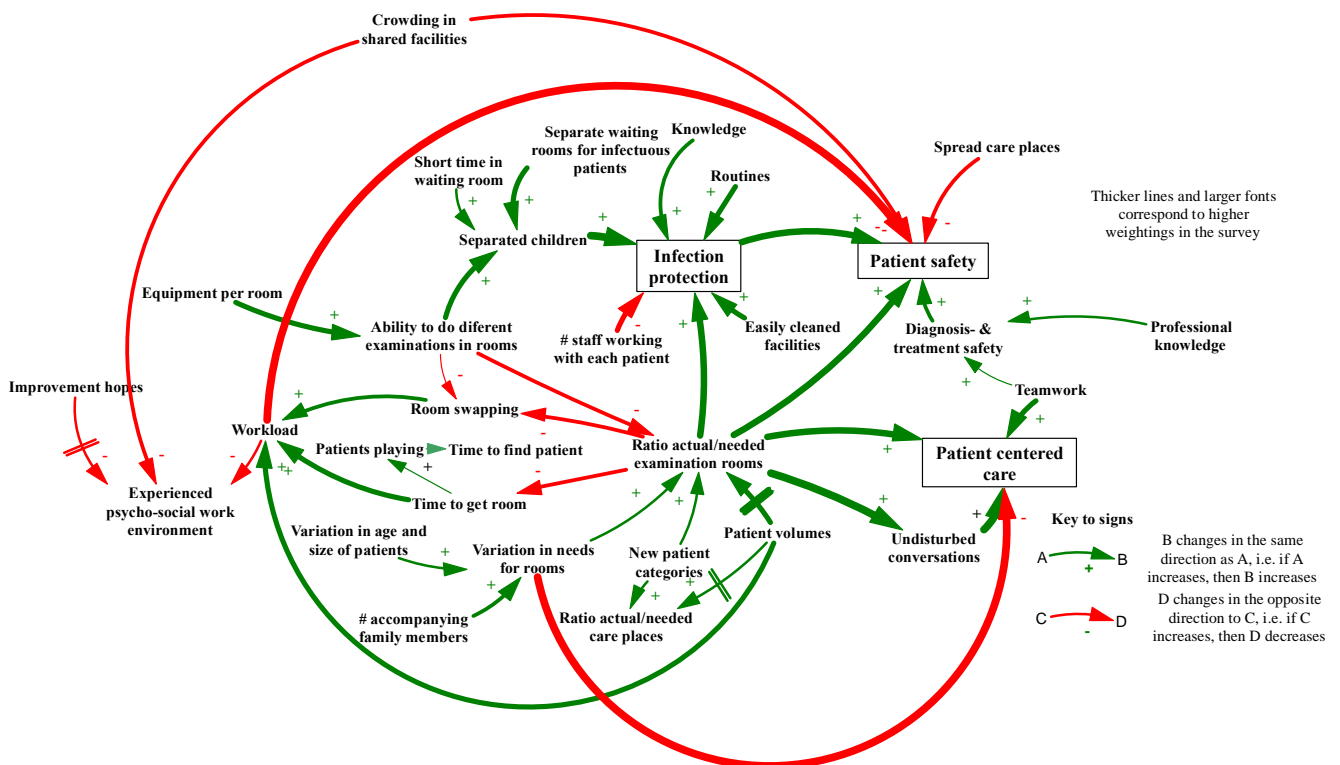 Crowding in
shared facilities
Separate waiting
rooms for infectuous
patients
Knowledge
Short time in
waiting room
Routines
Spread care places
Thicker lines and larger fonts
correspond to higher
weightings in the survey
+
+
+
+
+
+
--
-
Separated children
Infection
protection
Patient safety
+
Equipment per room
+
+
+
+
-
+
+
+
Ability to do diferent
examinations in rooms
# staff working
with each patient
Easily cleaned
facilities
Diagnosis- &
treatment safety
Professional
knowledge
Improvement hopes
-
+
Teamwork
+
Room swapping
-
-
+
Workload
Patients playing
Time to find patient
Ratio actual/needed
examination rooms
Patient centered
care
-
-
-
++
+
-
Experienced
psycho-social work
environment
Time to get room
+
+
+
+
+
-
Variation in age and
size of patients
+
Variation in needs
for rooms
New patient
categories
Patient volumes
Undisturbed
conversations
Key to signs
A
B
+
B changes in the same
direction as A, i.e. if A
increases, then B increases
+
+
+
# accompanying
family members
Ratio actual/needed
care places
C
D
-
D changes in the opposite
direction to C, i.e. if C
increases, then D decreases